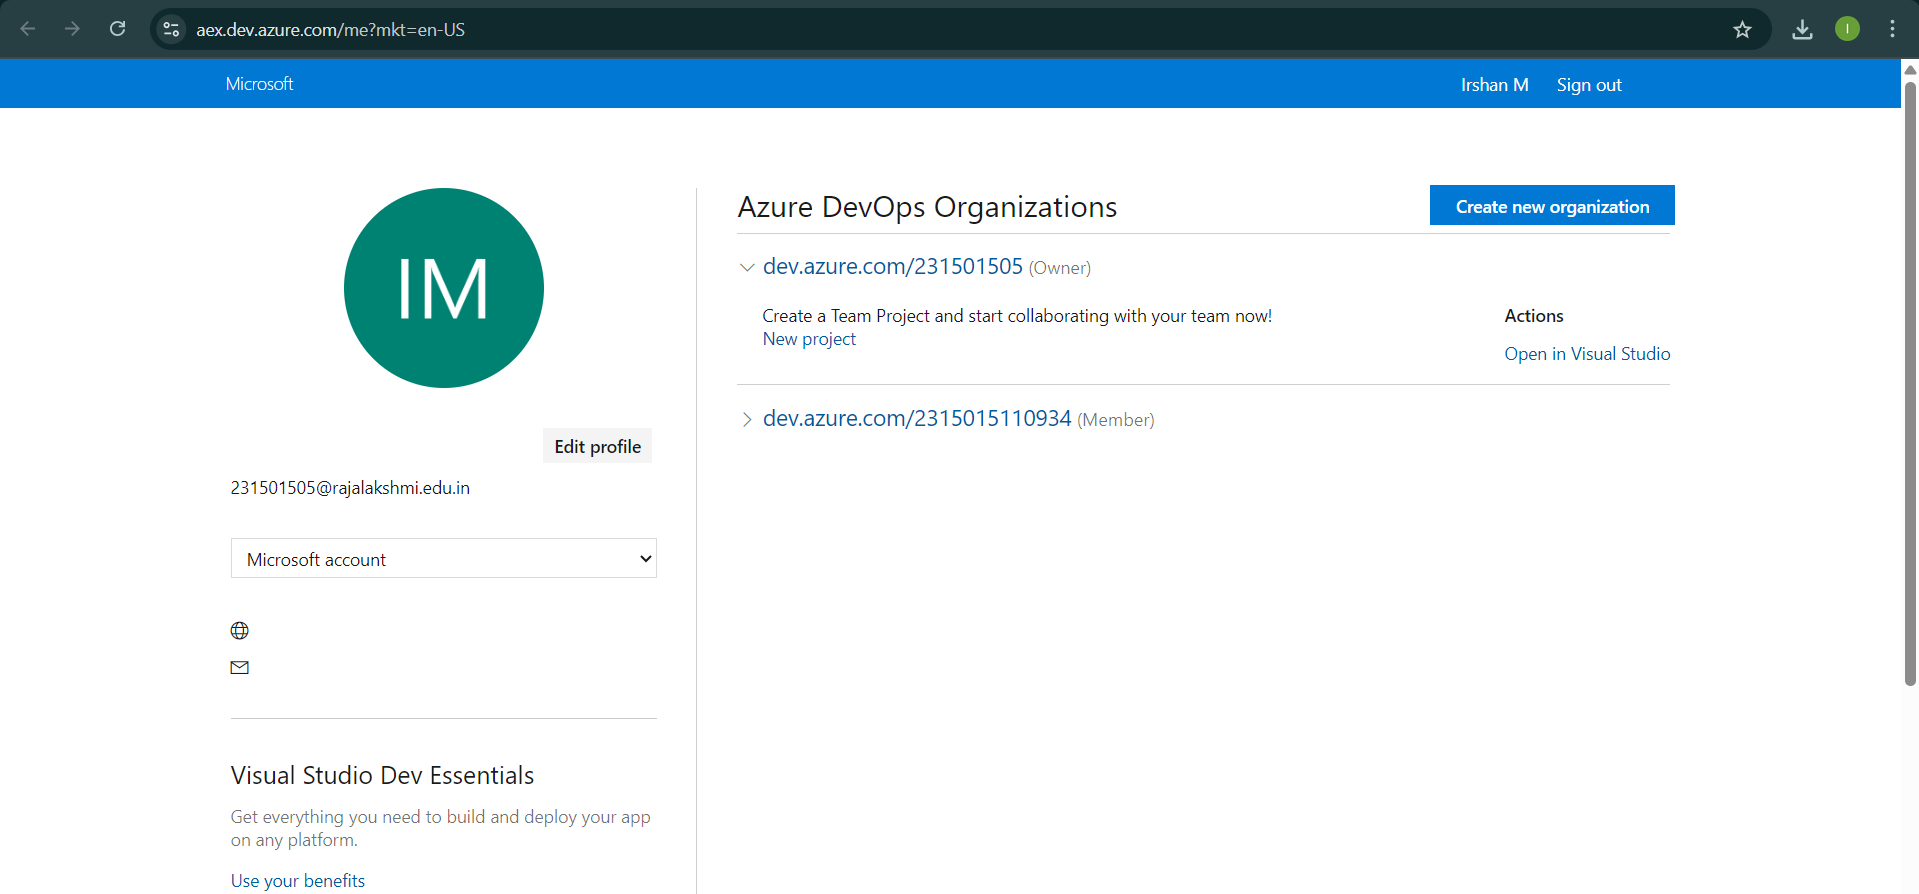 aex.dev.azure.com/me?mkt=en-US
I
Microsoft
Irshan M
Sign out
IM
Edit profile
231501505@rajalakshmi.edu.in
Microsoft account
Visual Studio Dev Essentials
Get everything you need to build and deploy your app
on any platform.
Use your benefits
Azure DevOps Organizations
Create new organization
dev.azure.com/231501505 (Owner)
Create a Team Project and start collaborating with your team now!
New project
Actions
Open in Visual Studio
dev.azure.com/2315015110934 (Member)